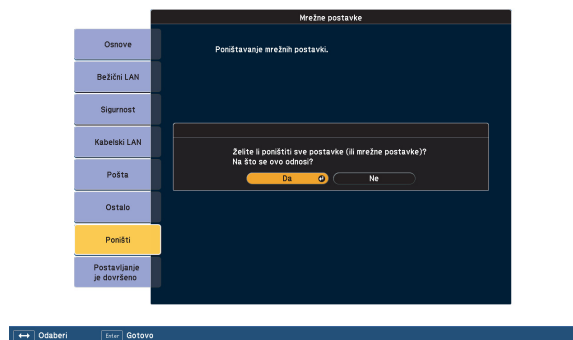 Mrežne postavke
Osnove
Poništavanje mrežnih postavki.
Bežični LAN
Sigurnost
Kabelski LAN
Želite li poništiti sve postavke (ili mrežne postavke)?
Na što se ovo odnosi?
Pošta
Da
Ne
Ostalo
Poništi
Postavljanje
je dovršeno
Odaberi
Enter Gotovo